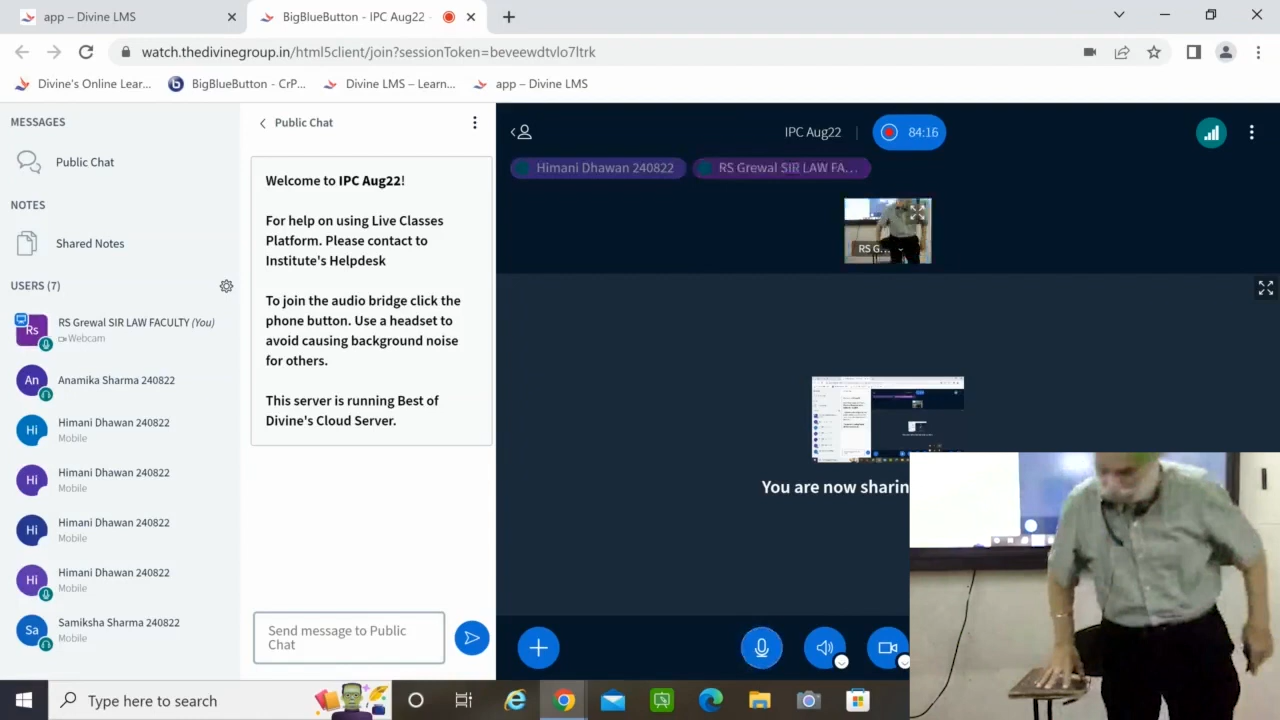 app – Divine LMS
BigBlueButton - IPC Aug22 -
watch.thedivinegroup.in/html5client/join?sessionToken=beveewdtvlo7ltrk
Divine's Online Lear...
BigBlueButton - CrP...
Divine LMS – Learn...
app – Divine LMS
MESSAGES
Public Chat
NOTES
Shared Notes
USERS (7)
Rs
RS Grewal SIR LAW FACULTY (You)
Webcam
An
Anamika Sharma 240822
Hi
Himani Dhawan 240822
Mobile
Hi
Himani Dhawan 240822
Mobile
Hi
Himani Dhawan 240822
Mobile
Hi
Himani Dhawan 240822
Mobile
Sa
Samiksha Sharma 240822
Mobile
Public Chat
Welcome to IPC Aug22!
For help on using Live Classes
Platform. Please contact to
Institute's Helpdesk
To join the audio bridge click the
phone button. Use a headset to
avoid causing background noise
for others.
This server is running Best of
Divine's Cloud Server.
Send message to Public
Chat
IPC Aug22
84:16
Himani Dhawan 240822
RS Grewal SIR LAW FA...
RS G...
You are now sharin
Type here to search